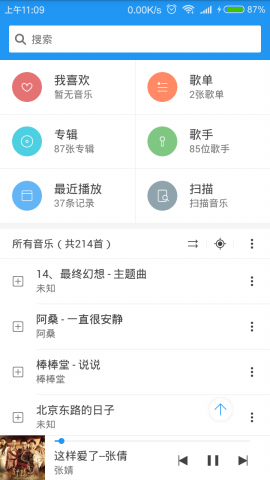 上午11:09
0.00K/s
87%
搜索
我喜欢
暂无音乐
歌单
2张歌单
专辑
87张专辑
歌手
85位歌手
最近播放
37条记录
扫描
扫描音乐
所有音乐（共214首）
14、最终幻想 - 主题曲
未知
阿桑 - 一直很安静
阿桑
棒棒堂 - 说说
棒棒堂
北京东路的日子
未知
这样爱了--张倩
张婧